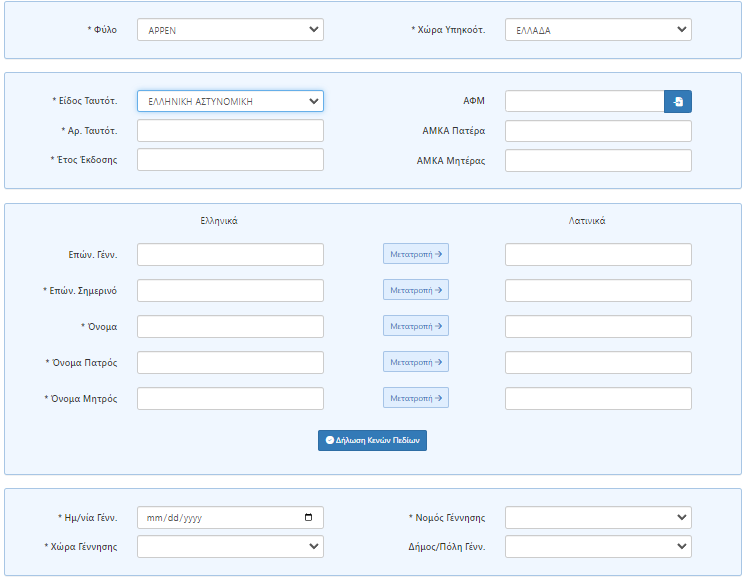 * Φύλο ΑΡΡΕΝ * Χώρα Υπηκοότ. ΕΛΛΑΔΑ
* Είδος Ταυτότ. ΕΛΛΗΝΙΚΗ ΑΣΤΥΝΟΜΙΚΗ ΑΦΜ
* Αρ. Ταυτότ. ΑΜΚΑ Πατέρα
* Έτος Έκδοσης ΑΜΚΑ Μητέρας
Ελληνικά Λατινικά
Επών. Γένν. Μετατροπή →
* Επών. Σημερινό Μετατροπή →
* Όνομα Μετατροπή →
* Όνομα Πατρός Μετατροπή →
* Όνομα Μητρός Μετατροπή →
Δήλωση Κενών Πεδίων
* Ημ/νία Γένν. mm/dd/yyyy * Νομός Γέννησης
* Χώρα Γέννησης Δήμος/Πόλη Γένν.